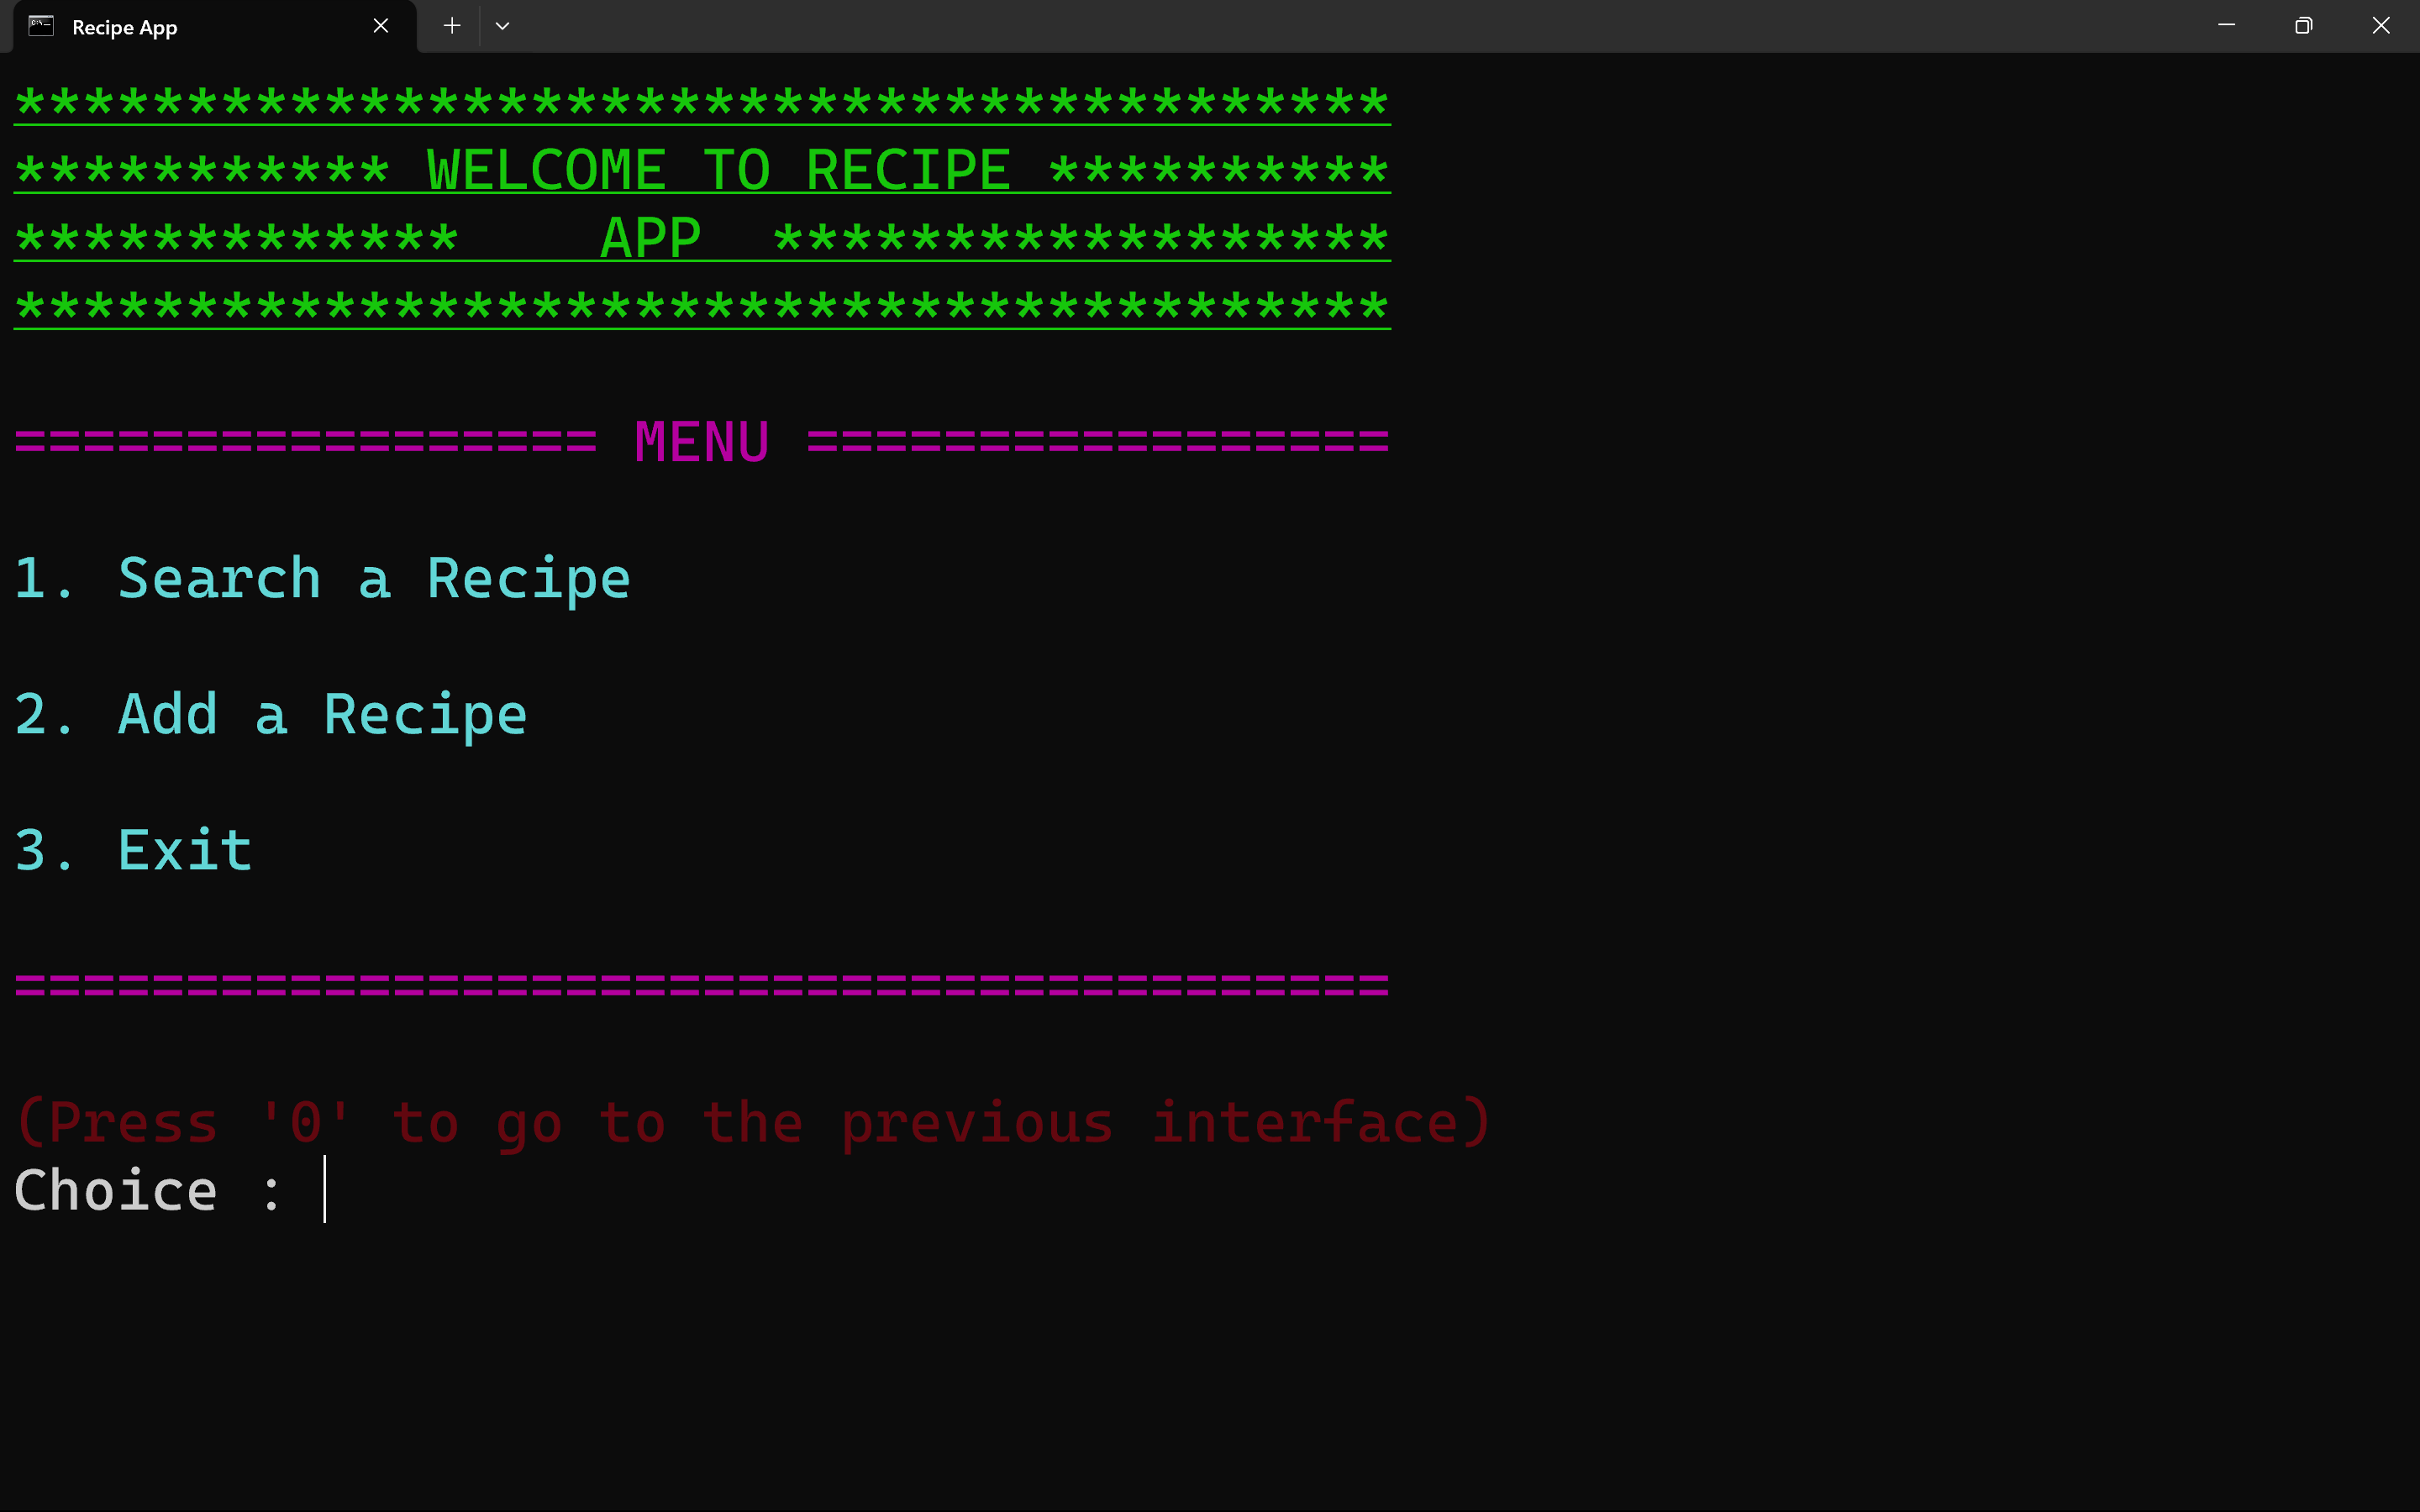 Recipe App
****************************************
*********** WELCOME TO RECIPE **********
*************    APP  ******************
****************************************
================= MENU =================
1. Search a Recipe
2. Add a Recipe
3. Exit
========================================
(Press '0' to go to the previous interface)
Choice :